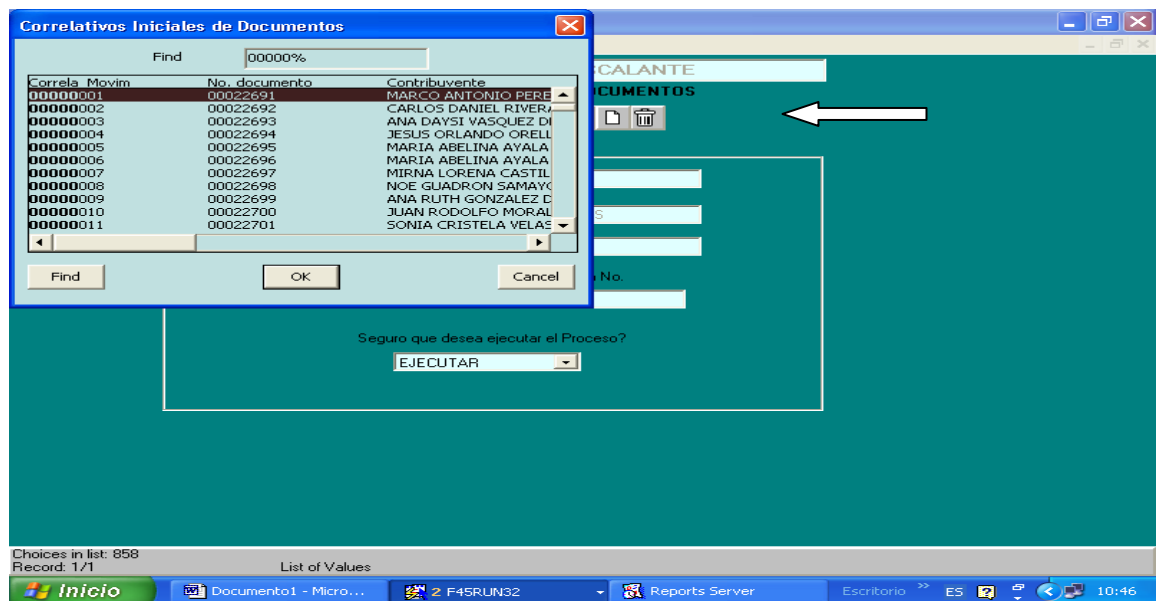 Correlativos Iniciales de Documentos
Find 00000%
Correla Movim No. documento Contribuyente
00000001 00022691 MARCO ANTONIO PERE
00000002 00022692 CARLOS DANIEL RIVERA
00000003 00022693 ANA DAYSI VASQUEZ DE
00000004 00022694 JESUS ORLANDO ORELL
00000005 00022695 MARIA ABELINA AYALA
00000006 00022696 MARIA ABELINA AYALA
00000007 00022697 MIRNA LORENA CASTIL
00000008 00022698 NOE GUADRON SAMAYO
00000009 00022699 ANA RUTH GONZALEZ D
00000010 00022700 JUAN RODOLFO MORAL
00000011 00022701 SONIA CRISTELA VELAS
Find OK Cancel
CALANTE
CUMENTOS
S
No.
Seguro que desea ejecutar el Proceso?
EJECUTAR
Choices in list: 858
Record: 1/1 List of Values
Inicio Documento1 - Micro... 2 F45RUN32 Reports Server Escritorio » ES 10:46